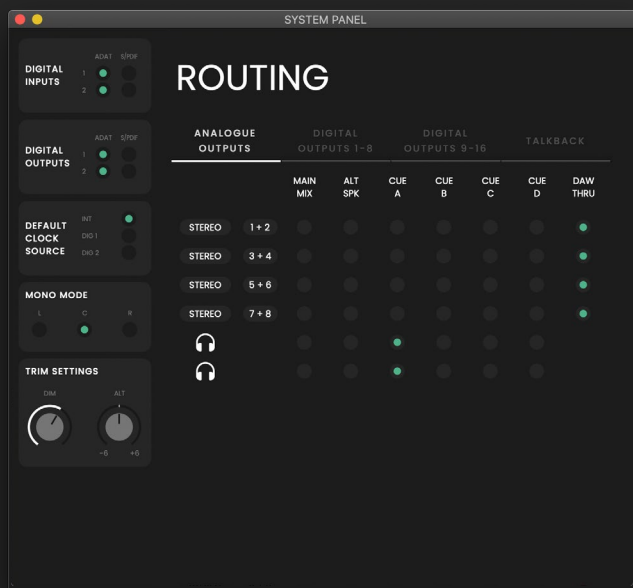 SYSTEM PANEL
ADAT S/PDIF
DIGITAL
INPUTS
1
2
ADAT S/PDIF
DIGITAL
OUTPUTS
1
2
DEFAULT
CLOCK
SOURCE
INT
DIG 1
DIG 2
MONO MODE
L C R
TRIM SETTINGS
DIM ALT
-6 +6
ROUTING
ANALOGUE
OUTPUTS
DIGITAL
OUTPUTS 1-8
DIGITAL
OUTPUTS 9-16
TALKBACK
MAIN
MIX
ALT
SPK
CUE
A
CUE
B
CUE
C
CUE
D
DAW
THRU
STEREO 1 + 2
STEREO 3 + 4
STEREO 5 + 6
STEREO 7 + 8